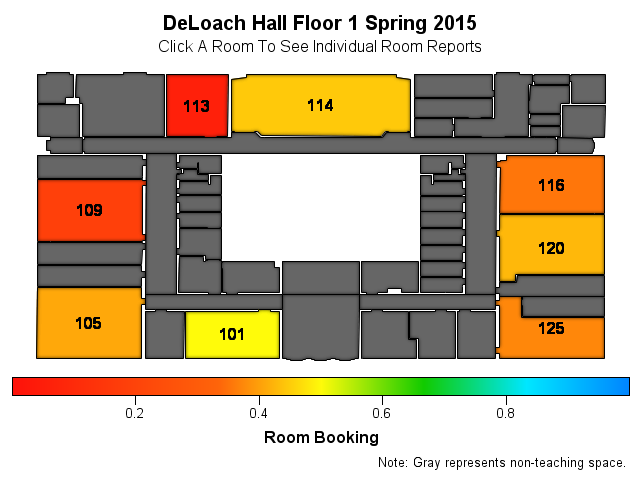 DeLoach Hall Floor 1 Spring 2015
Click A Room To See Individual Room Reports
113
114
116
109
120
105
101
125
0.2 0.4 0.6 0.8
Room Booking
Note: Gray represents non-teaching space.